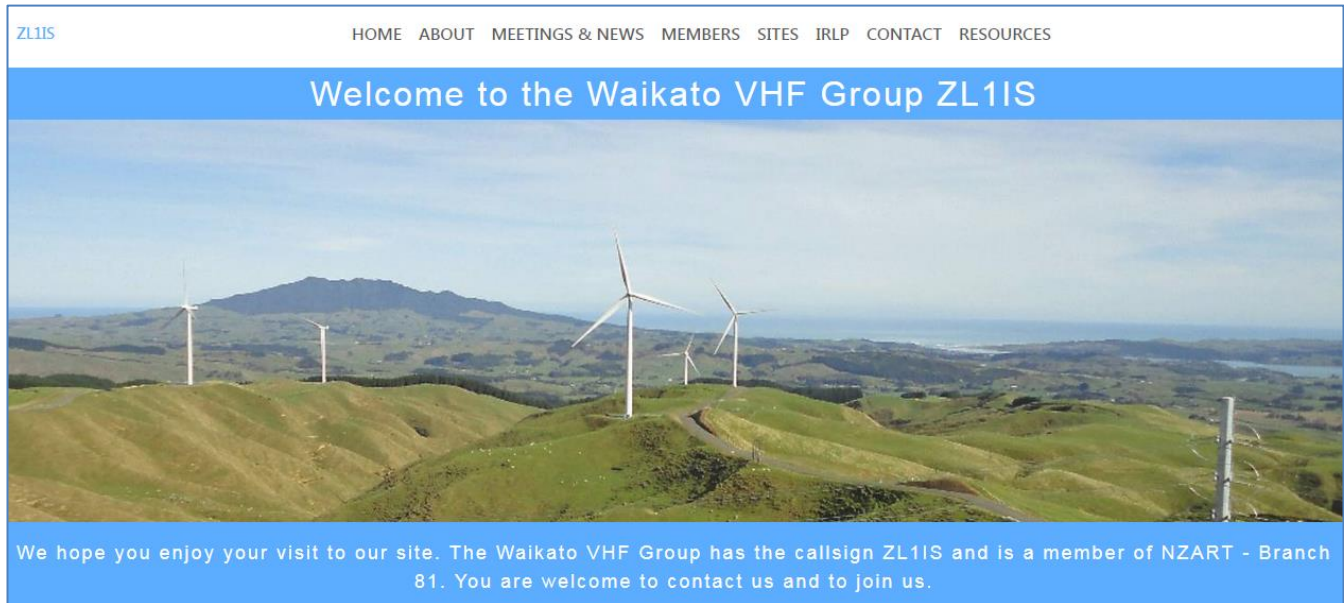 ZL1IS
HOME ABOUT MEETINGS & NEWS MEMBERS SITES IRLP CONTACT RESOURCES
Welcome to the Waikato VHF Group ZL1IS
We hope you enjoy your visit to our site. The Waikato VHF Group has the callsign ZL1IS and is a member of NZART - Branch
81. You are welcome to contact us and to join us.